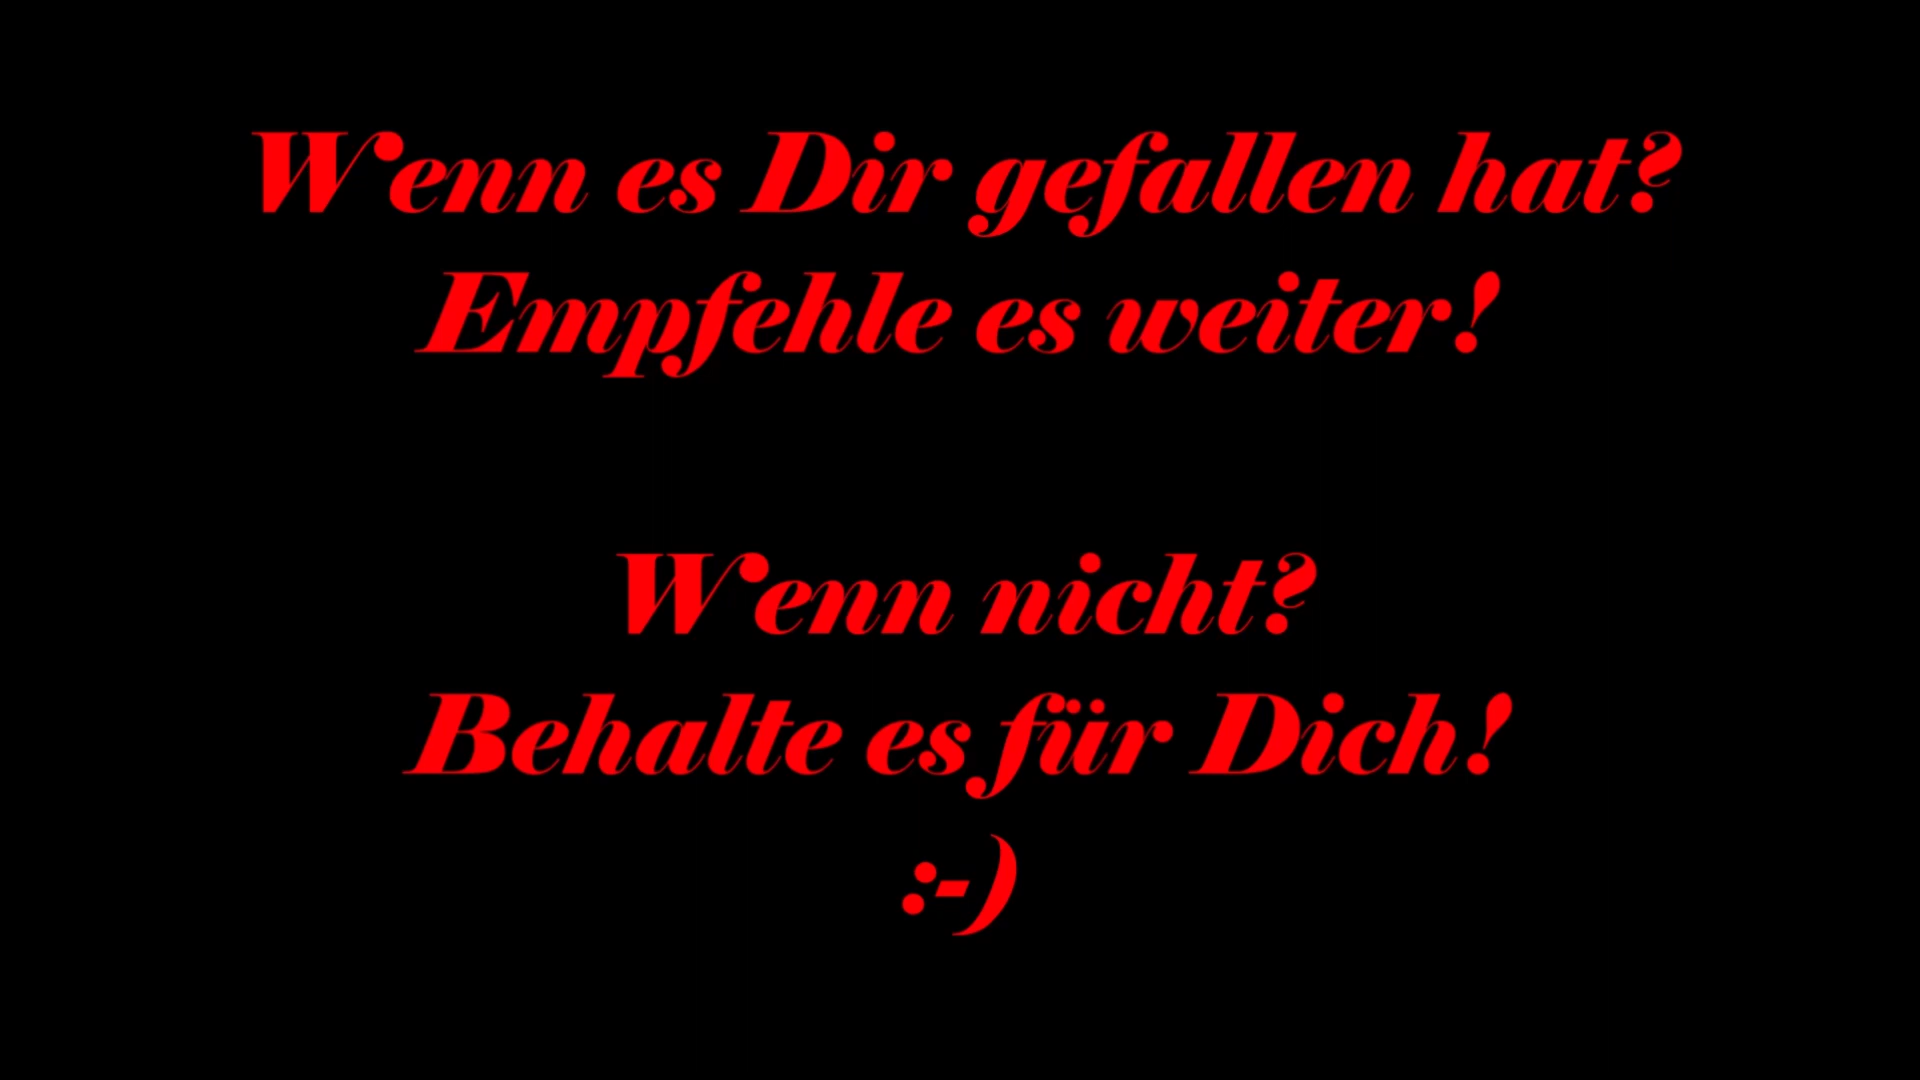 Wenn es Dir gefallen hat?
Empfehle es weiter!
Wenn nicht?
Behalte es für Dich!
:-)